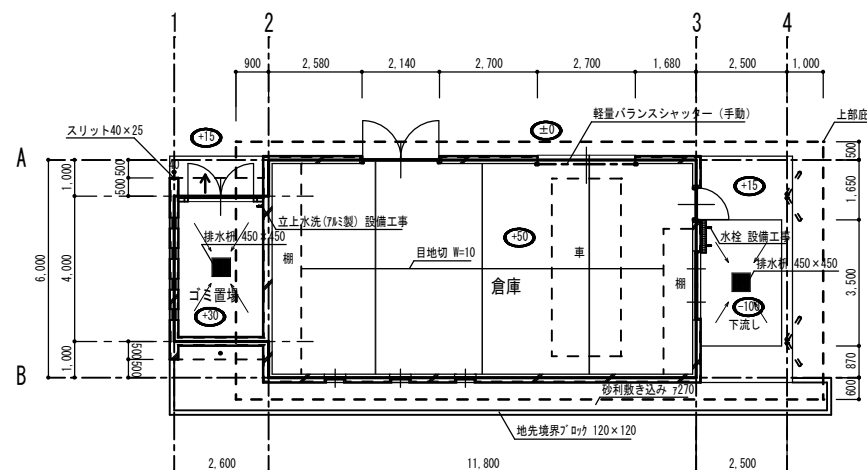 1
2
3
4
900
2,580
2,140
2,700
2,700
1,680
2,500
1,000
スリット40×25
+15
±0
軽量バランスシャッター (手動)
上部庇
A
500
1,000
500
500
+15
1,650
立上水洗(アルミ製) 設備工事
排水桝 450×450
棚
目地切 W=10
+50
車
水栓 設備工事
排水桝 450×450
6,000
4,000
ゴミ置場
倉庫
棚
3,500
+30
-100
下流し
1,000
500
500
870
600
B
砂利敷き込み ｱ270
地先境界ブロック 120×120
2,600
11,800
2,500